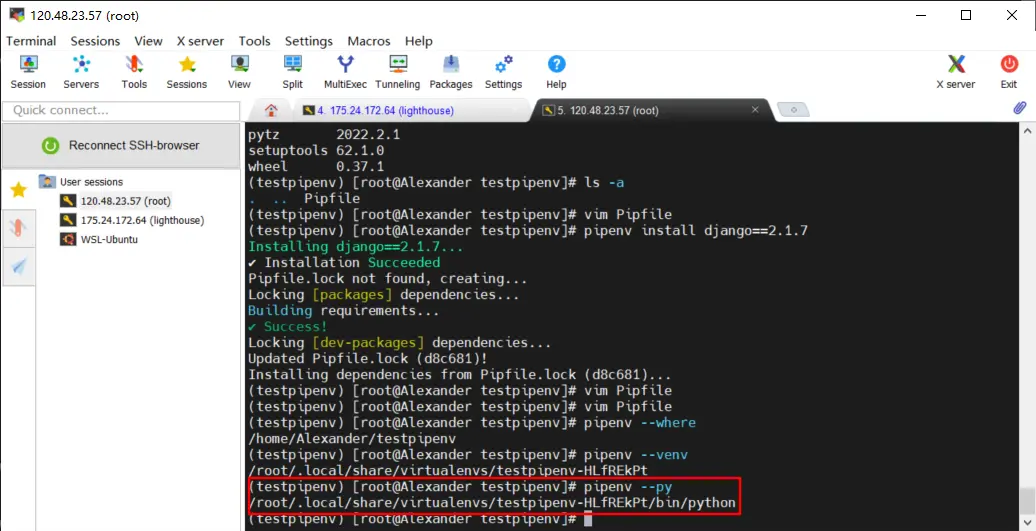 120.48.23.57 (root)
Terminal Sessions View X server Tools Settings Macros Help
Session Servers Tools Sessions View Split MultiExec Tunneling Packages Settings Help X server Exit
Quick connect...
4. 175.24.172.64 (lighthouse)
5. 120.48.23.57 (root)
Reconnect SSH-browser
User sessions
120.48.23.57 (root)
175.24.172.64 (lighthouse)
WSL-Ubuntu
pytz 2022.2.1
setuptools 62.1.0
wheel 0.37.1
(testpipenv) [root@Alexander testpipenv]# ls -a
. .. Pipfile
(testpipenv) [root@Alexander testpipenv]# vim Pipfile
(testpipenv) [root@Alexander testpipenv]# pipenv install django==2.1.7
Installing django==2.1.7...
✔ Installation Succeeded
Pipfile.lock not found, creating...
Locking [packages] dependencies...
Building requirements...
✔ Success!
Locking [dev-packages] dependencies...
Updated Pipfile.lock (d8c681)!
Installing dependencies from Pipfile.lock (d8c681)...
(testpipenv) [root@Alexander testpipenv]# vim Pipfile
(testpipenv) [root@Alexander testpipenv]# vim Pipfile
(testpipenv) [root@Alexander testpipenv]# pipenv --where
/home/Alexander/testpipenv
(testpipenv) [root@Alexander testpipenv]# pipenv --venv
/root/.local/share/virtualenvs/testpipenv-HLfREkPt
(testpipenv) [root@Alexander testpipenv]# pipenv --py
/root/.local/share/virtualenvs/testpipenv-HLfREkPt/bin/python
(testpipenv) [root@Alexander testpipenv]#